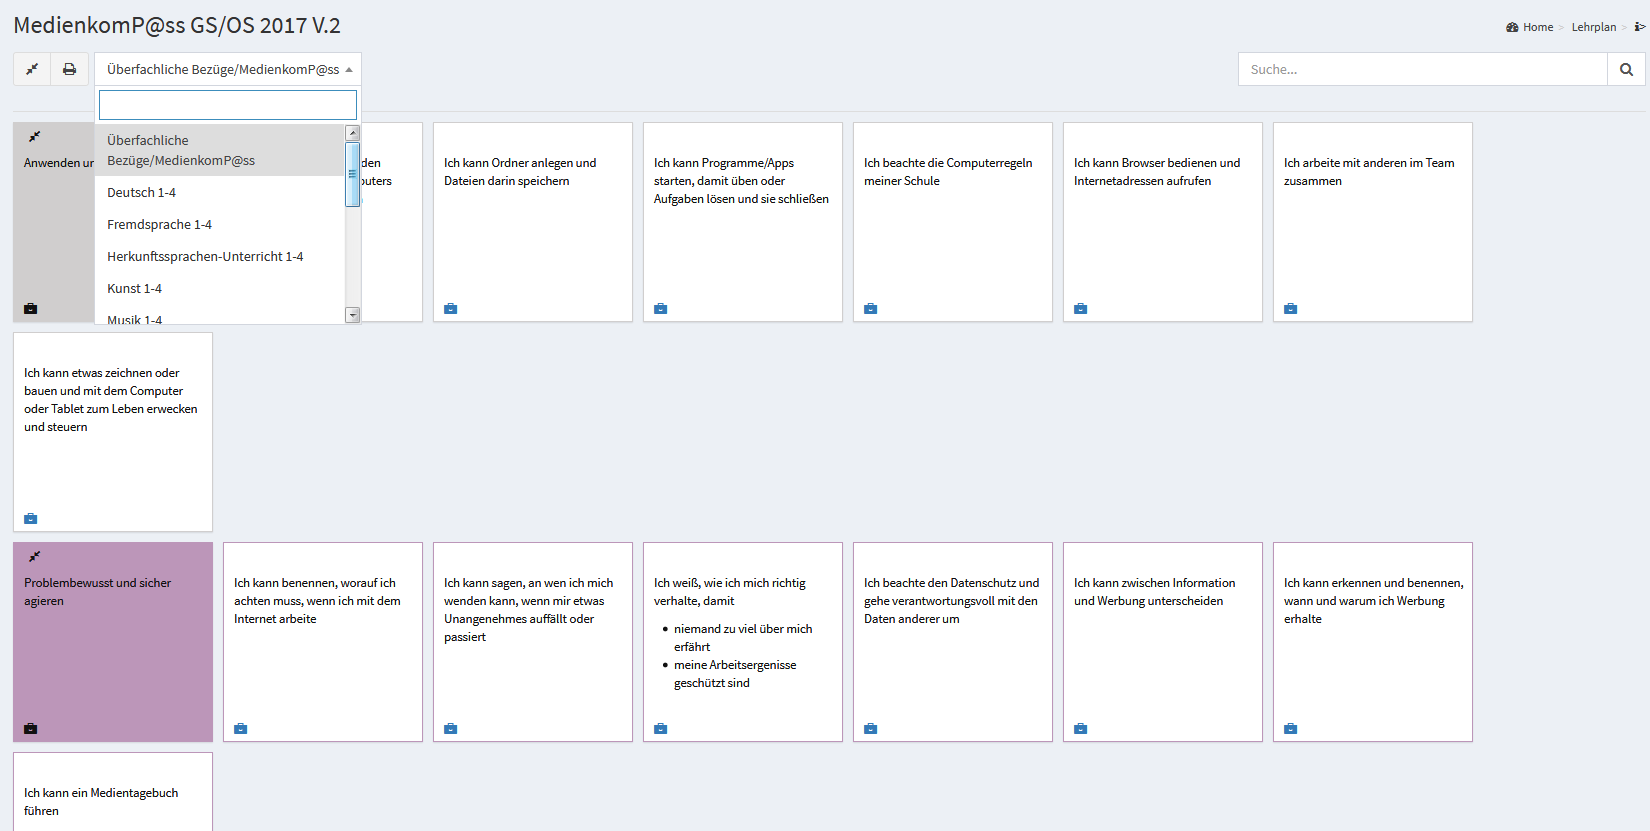 MedienkomP@ss GS/OS 2017 V.2
Home > Lehrplan >
Überfachliche Bezüge/MedienkomP@ss
Suche...
Überfachliche
Bezüge/MedienkomP@ss
Deutsch 1-4
Fremdsprache 1-4
Herkunftssprachen-Unterricht 1-4
Kunst 1-4
Musik 1-4
Anwenden
Ich kann Ordner anlegen und
Dateien darin speichern
Ich kann Programme/Apps
starten, damit üben oder
Aufgaben lösen und sie schließen
Ich beachte die Computerregeln
meiner Schule
Ich kann Browser bedienen und
Internetadressen aufrufen
Ich arbeite mit anderen im Team
zusammen
Ich kann etwas zeichnen oder
bauen und mit dem Computer
oder Tablet zum Leben erwecken
und steuern
Problembewusst und sicher
agieren
Ich kann benennen, worauf ich
achten muss, wenn ich mit dem
Internet arbeite
Ich kann sagen, an wen ich mich
wenden kann, wenn mir etwas
Unangenehmes auffällt oder
passiert
Ich weiß, wie ich mich richtig
verhalte, damit
• niemand zu viel über mich
erfährt
• meine Arbeitsergenisse
geschützt sind
Ich beachte den Datenschutz und
gehe verantwortungsvoll mit den
Daten anderer um
Ich kann zwischen Information
und Werbung unterscheiden
Ich kann erkennen und benennen,
wann und warum ich Werbung
erhalte
Ich kann ein Medientagebuch
führen